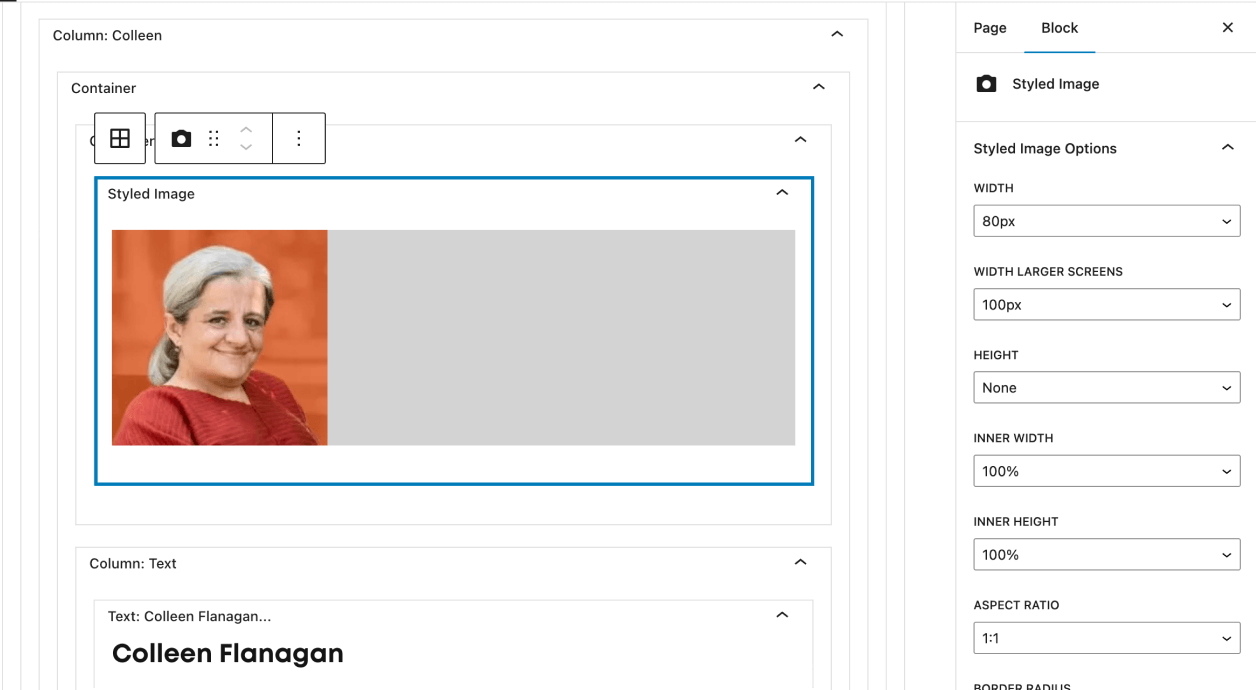 Column: Colleen
Container
Styled Image
Column: Text
Text: Colleen Flanagan...
Colleen Flanagan
Page
Block
Styled Image
Styled Image Options
WIDTH
80px
WIDTH LARGER SCREENS
100px
HEIGHT
None
INNER WIDTH
100%
INNER HEIGHT
100%
ASPECT RATIO
1:1
BORDER RADIUS